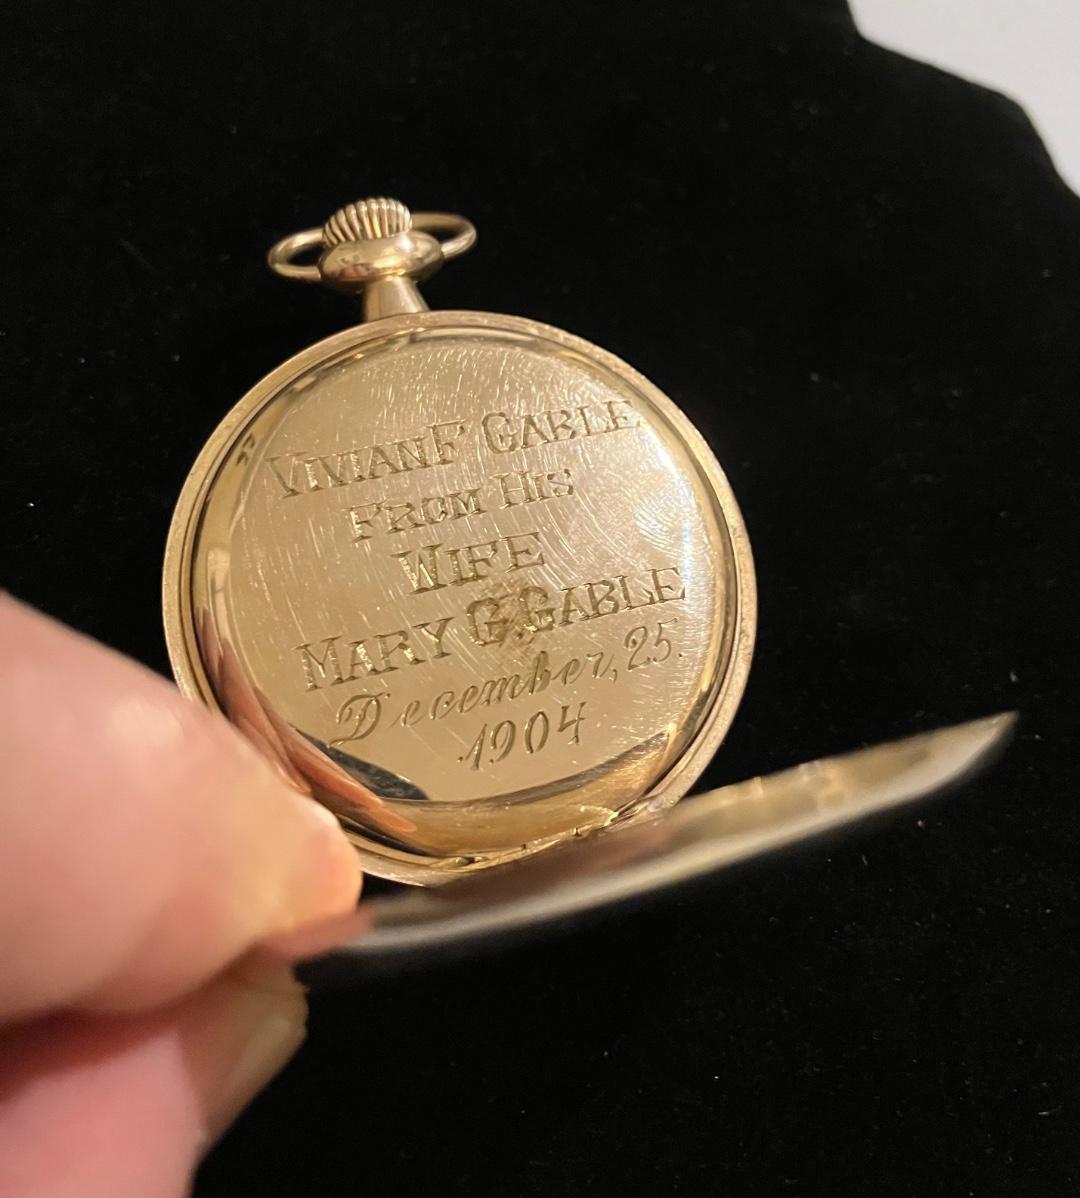 VIVIAN F GABLE
FROM HIS
WIFE
MARY G. GABLE
December, 25.
1904